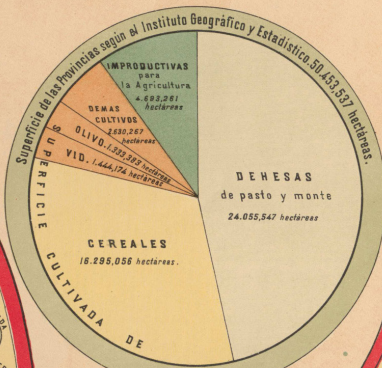 Superficie de las Provincias según el Instituto Geográfico y Estadístico, 50.453,537 hectáreas.
IMPRODUCTIVAS
para
la Agricultura
4.693,261
hectáreas
DEMAS
CULTIVOS
2.630,267
hectáreas
OLIVO. 1.333,393 hectáreas
VID. 1.444,174 hectáreas
DEHESAS
de pasto y monte
24.055,547 hectáreas
CEREALES
16.295,056 hectáreas.
SUPERFICIE CULTIVADA DE